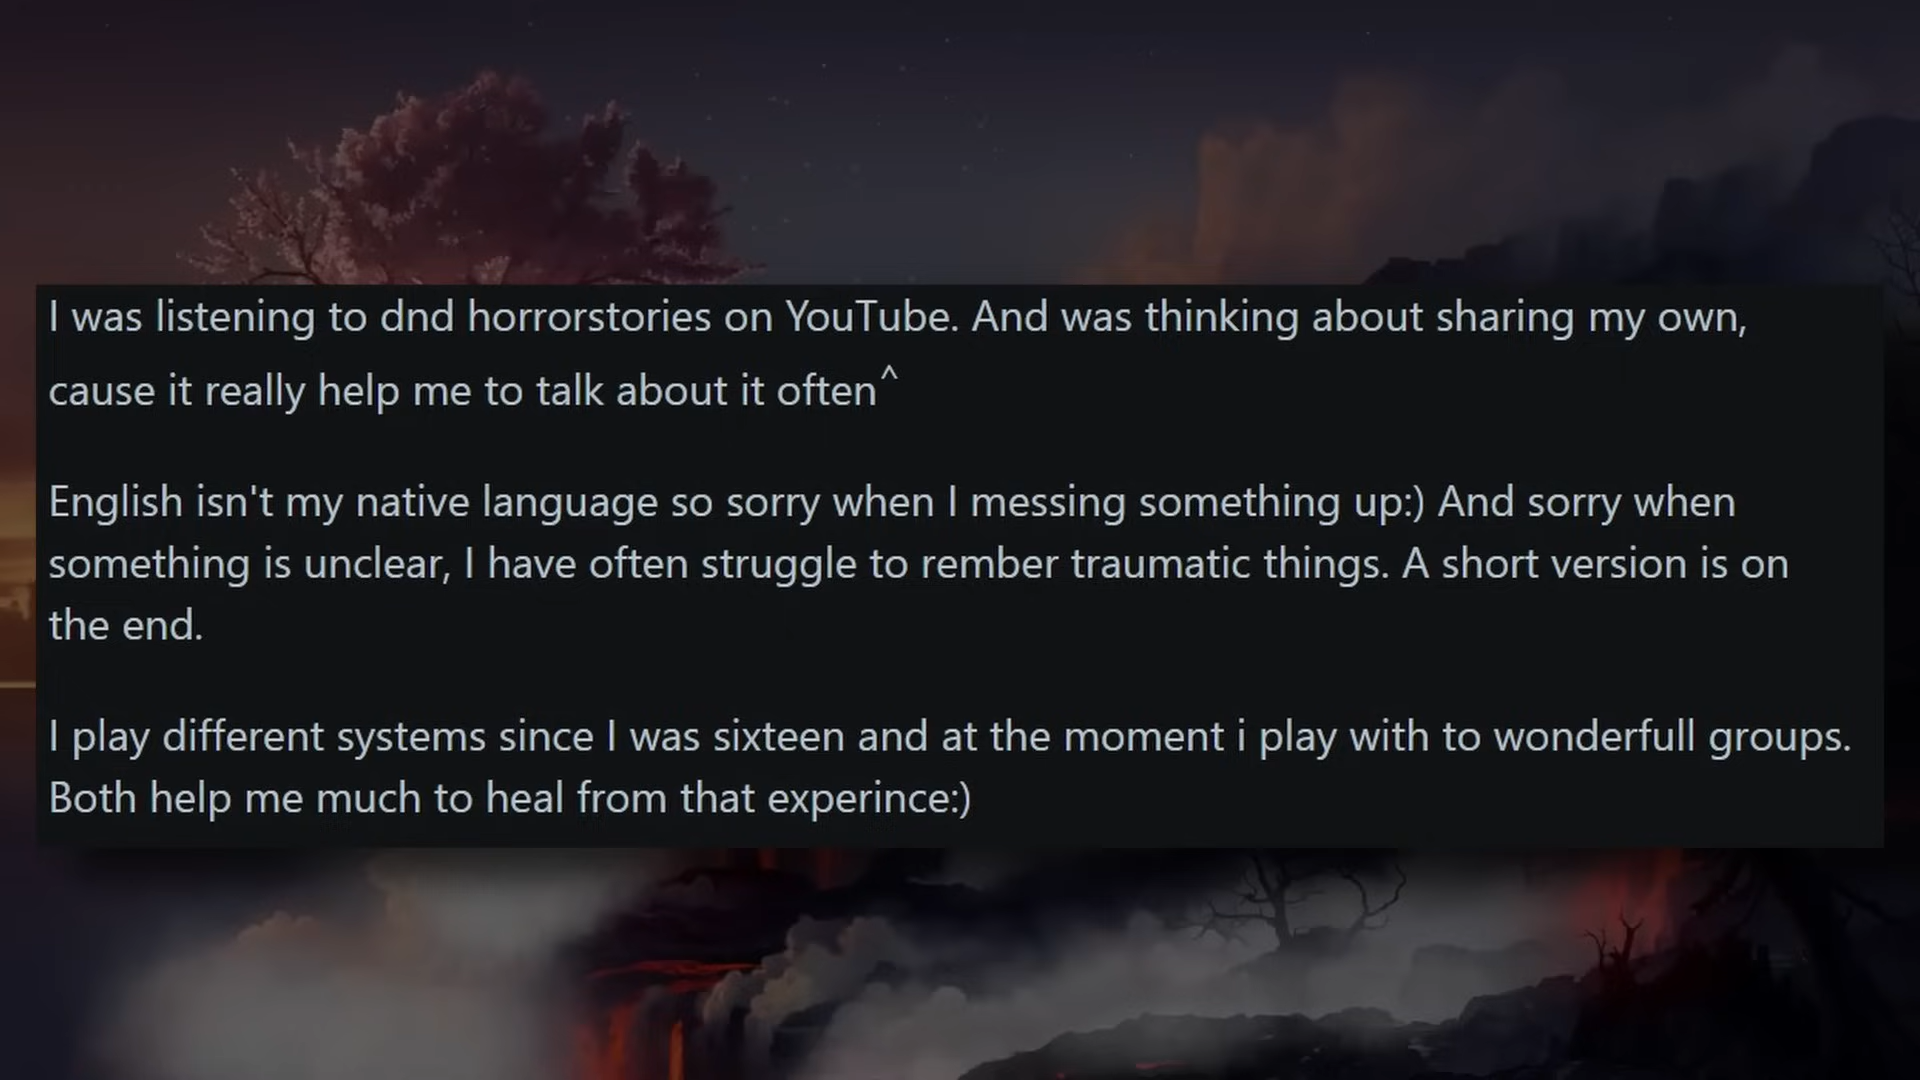 I was listening to dnd horrorstories on YouTube. And was thinking about sharing my own,
cause it really help me to talk about it often^
English isn't my native language so sorry when I messing something up:) And sorry when
something is unclear, I have often struggle to rember traumatic things. A short version is on
the end.
I play different systems since I was sixteen and at the moment i play with to wonderfull groups.
Both help me much to heal from that experince:)